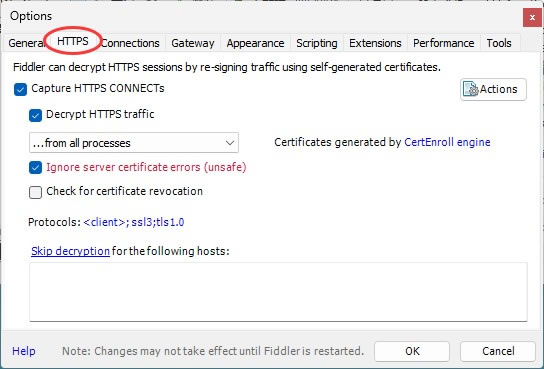 Options
General HTTPS Connections Gateway Appearance Scripting Extensions Performance Tools
Fiddler can decrypt HTTPS sessions by re-signing traffic using self-generated certificates.
Capture HTTPS CONNECTs
Actions
Decrypt HTTPS traffic
...from all processes
Certificates generated by CertEnroll engine
Ignore server certificate errors (unsafe)
Check for certificate revocation
Protocols: <client>; ssl3;tls1.0
Skip decryption for the following hosts:
Help Note: Changes may not take effect until Fiddler is restarted. OK Cancel